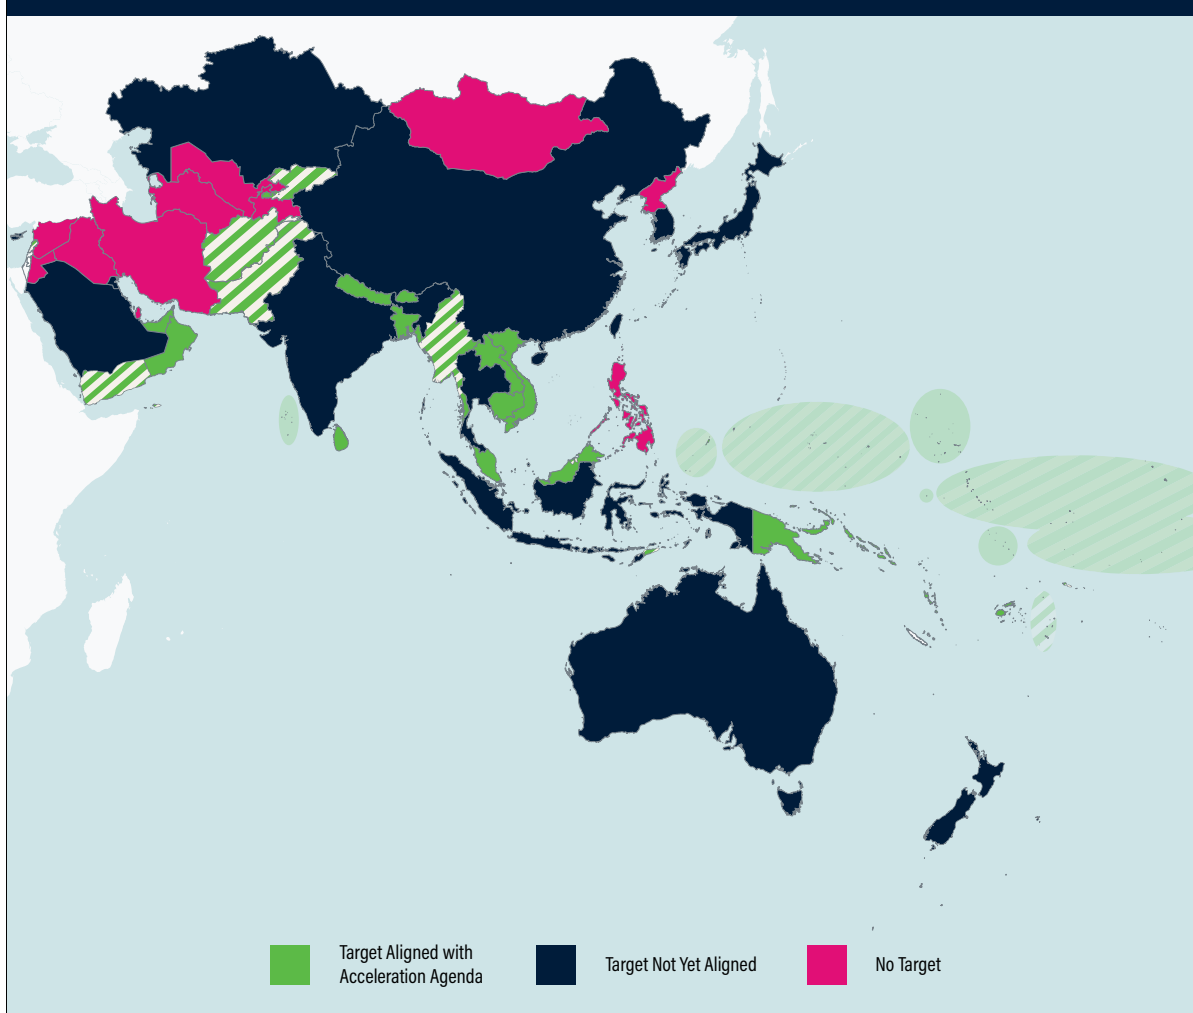 Target Aligned with
Acceleration Agenda
Target Not Yet Aligned
No Target